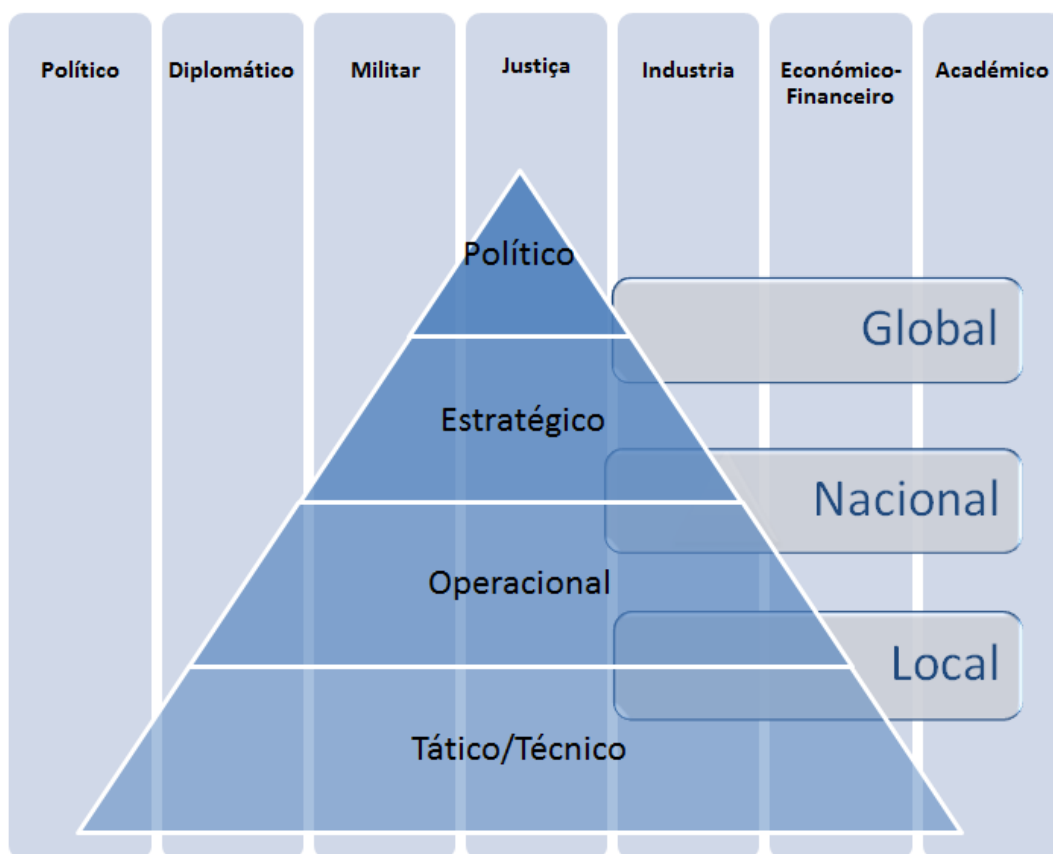 Político
Diplomático
Militar
Justiça
Industria
Económico-
Financeiro
Académico
Político
Global
Estratégico
Nacional
Operacional
Local
Tático/Técnico